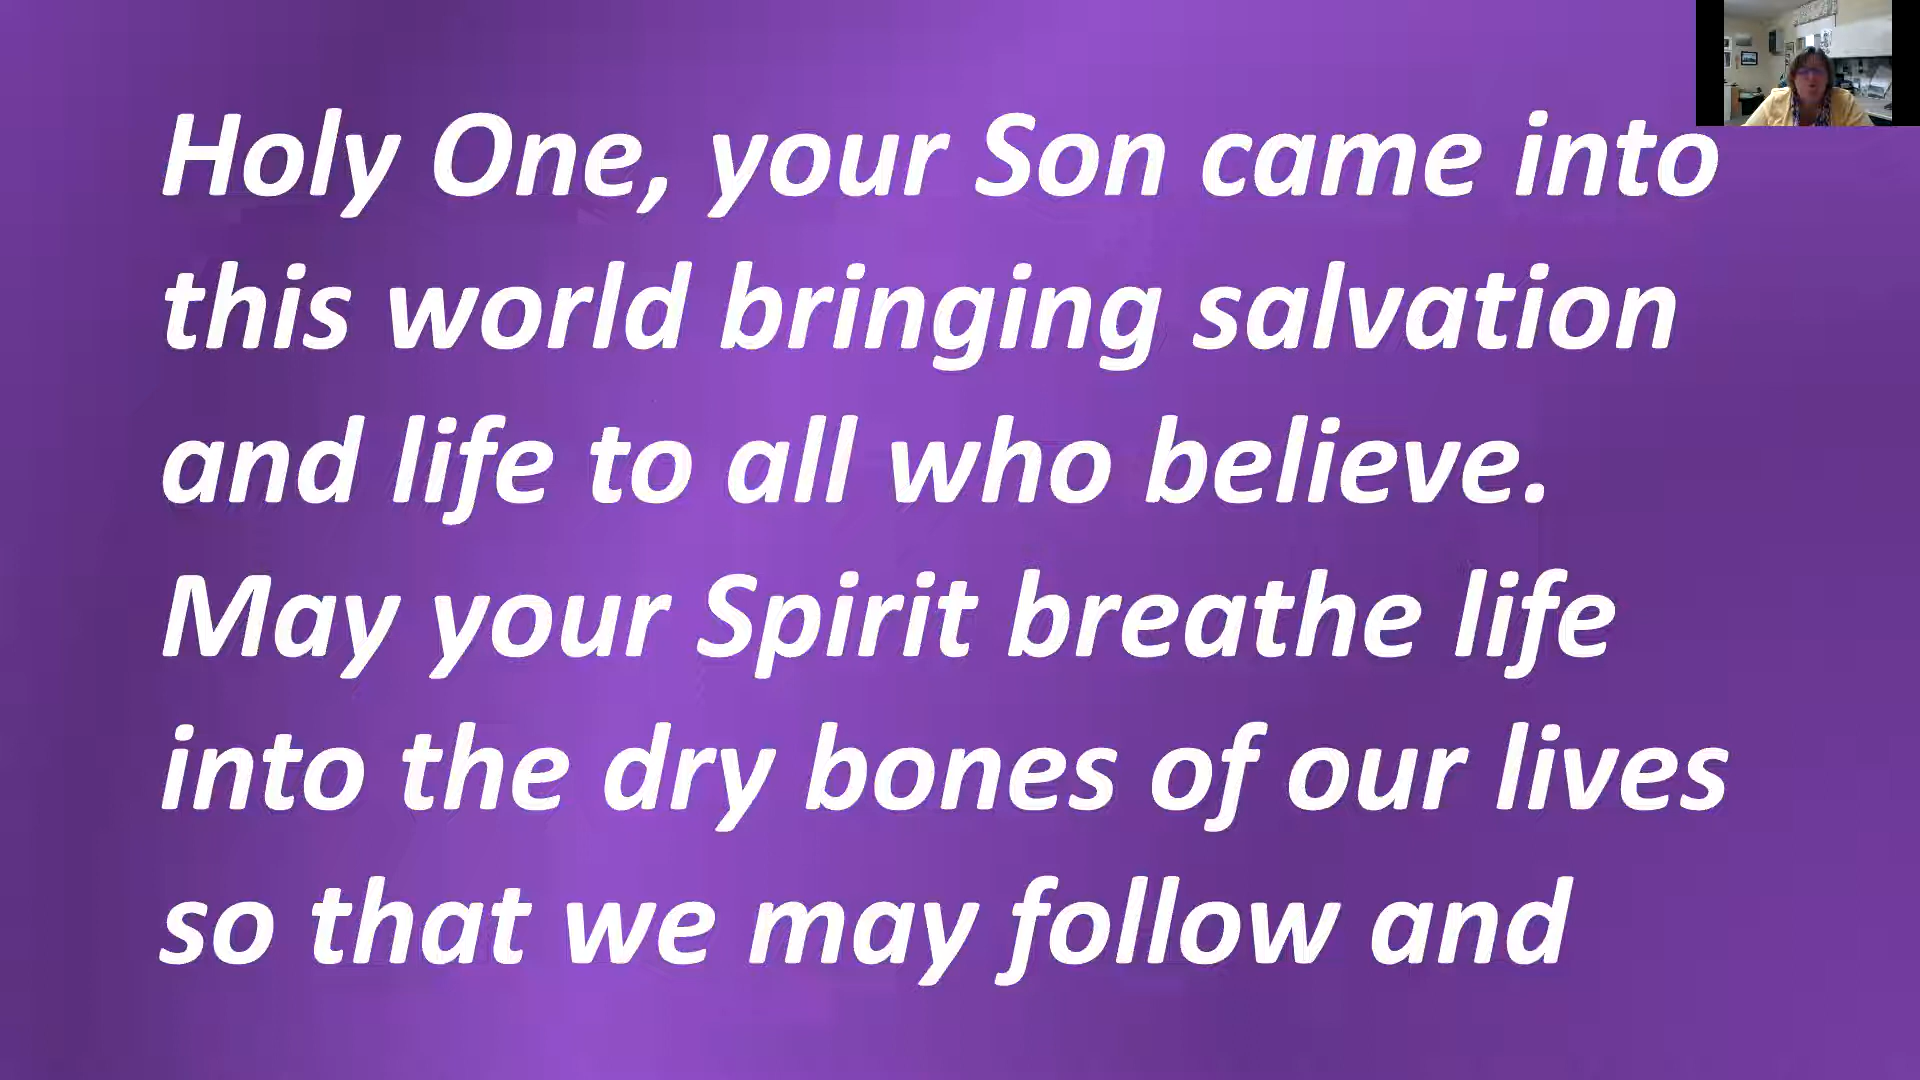 Holy One, your Son came into
this world bringing salvation
and life to all who believe.
May your Spirit breathe life
into the dry bones of our lives
so that we may follow and